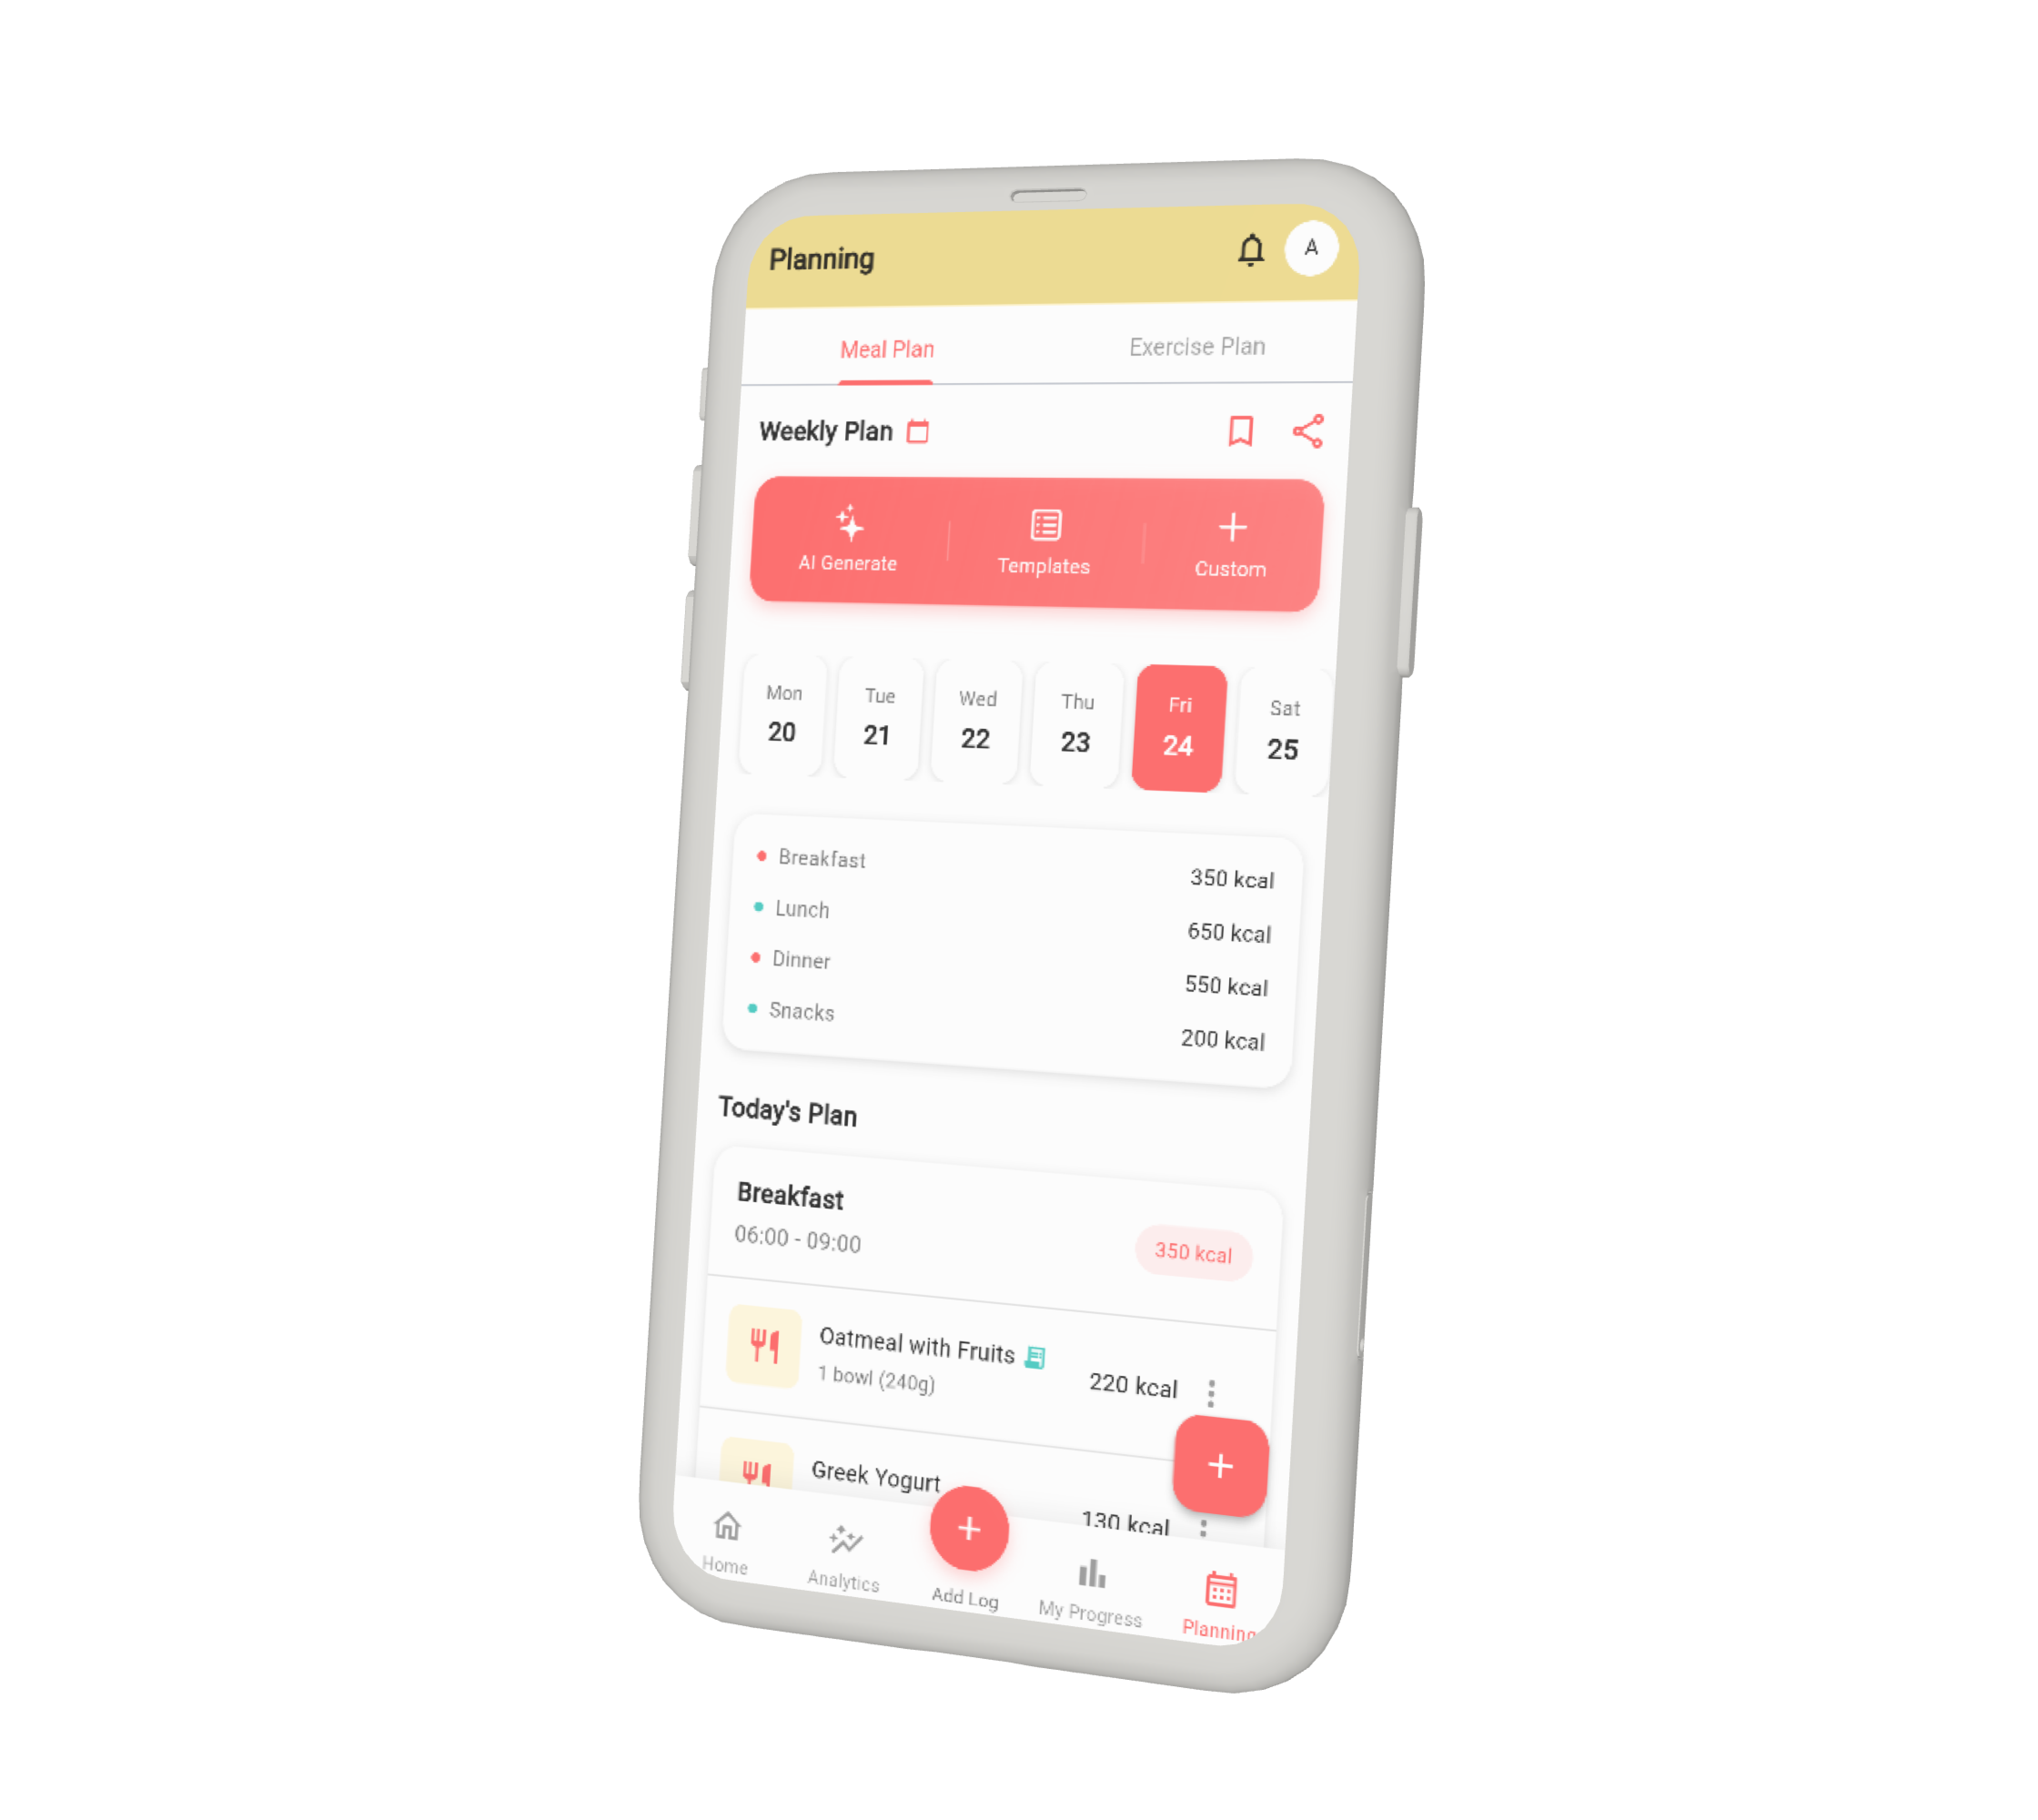 Planning
A
Meal Plan
Exercise Plan
Weekly Plan
AI Generate
Templates
Custom
Mon
20
Tue
21
Wed
22
Thu
23
Fri
24
Sat
25
Breakfast
350 kcal
Lunch
650 kcal
Dinner
550 kcal
Snacks
200 kcal
Today's Plan
Breakfast
06:00 - 09:00
350 kcal
Oatmeal with Fruits
1 bowl (240g)
220 kcal
Greek Yogurt
130 kcal
Home
Analytics
Add Log
My Progress
Planning